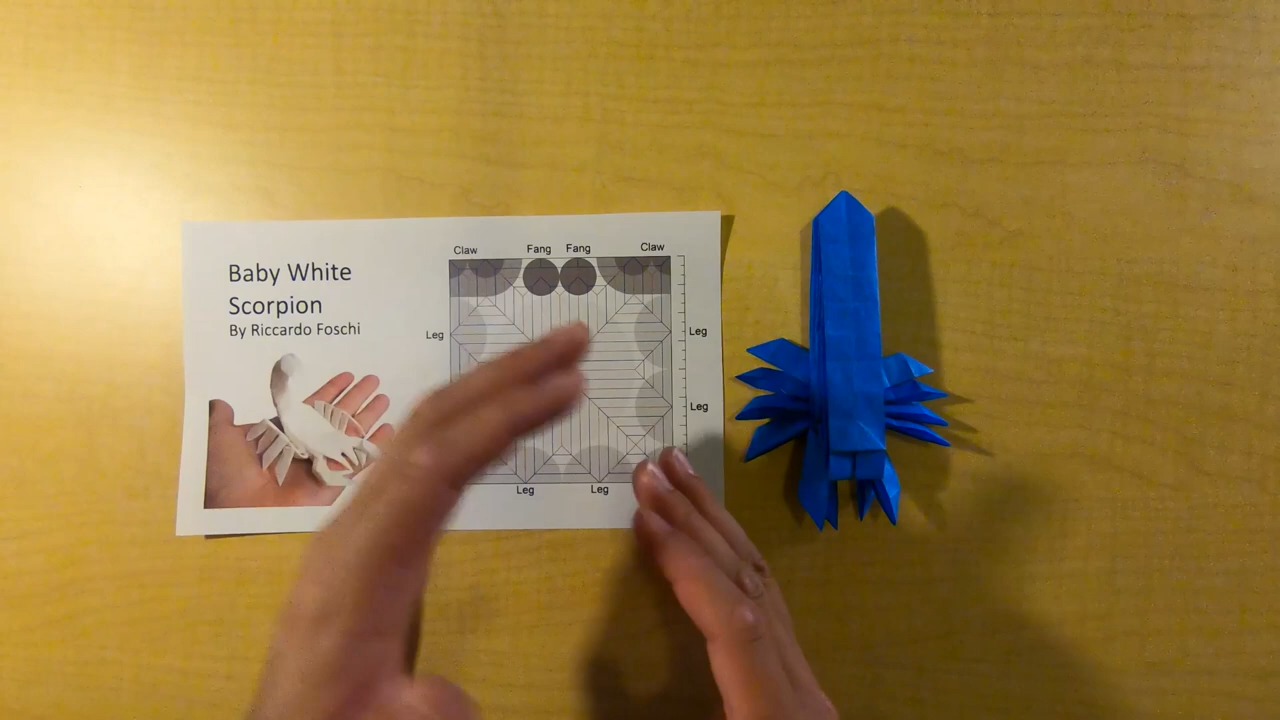 Baby White
Scorpion
By Riccardo Foschi
Claw Fang Fang Claw
Leg Leg
Leg
Leg Leg